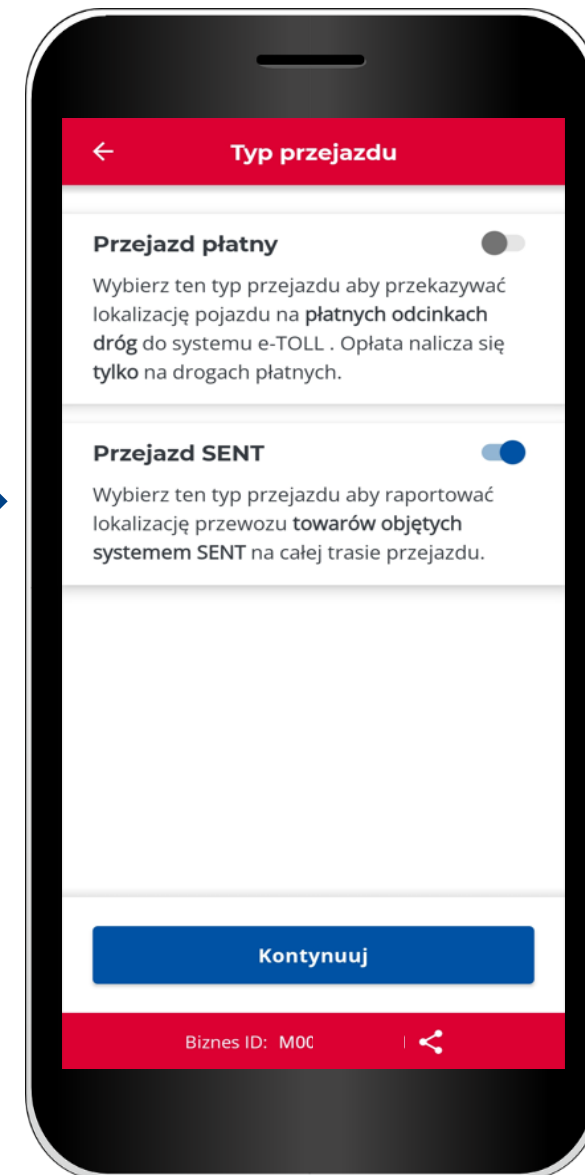 Typ przejazdu
Przejazd płatny
Wybierz ten typ przejazdu aby przekazywać
lokalizację pojazdu na płatnych odcinkach
dróg do systemu e-TOLL . Opłata nalicza się
tylko na drogach płatnych.
Przejazd SENT
Wybierz ten typ przejazdu aby raportować
lokalizację przewozu towarów objętych
systemem SENT na całej trasie przejazdu.
Kontynuuj
Biznes ID: M00